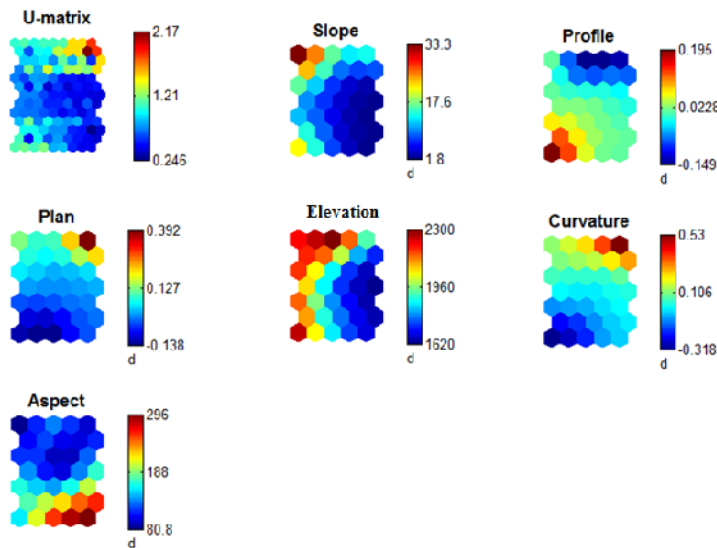 U-matrix
2.17
1.21
0.246
Slope
33.3
17.6
1.8
d
Profile
0.195
0.0228
-0.149
d
Plan
0.392
0.127
-0.138
d
Elevation
2300
1960
1620
d
Curvature
0.53
0.106
-0.318
d
Aspect
296
188
80.8
d